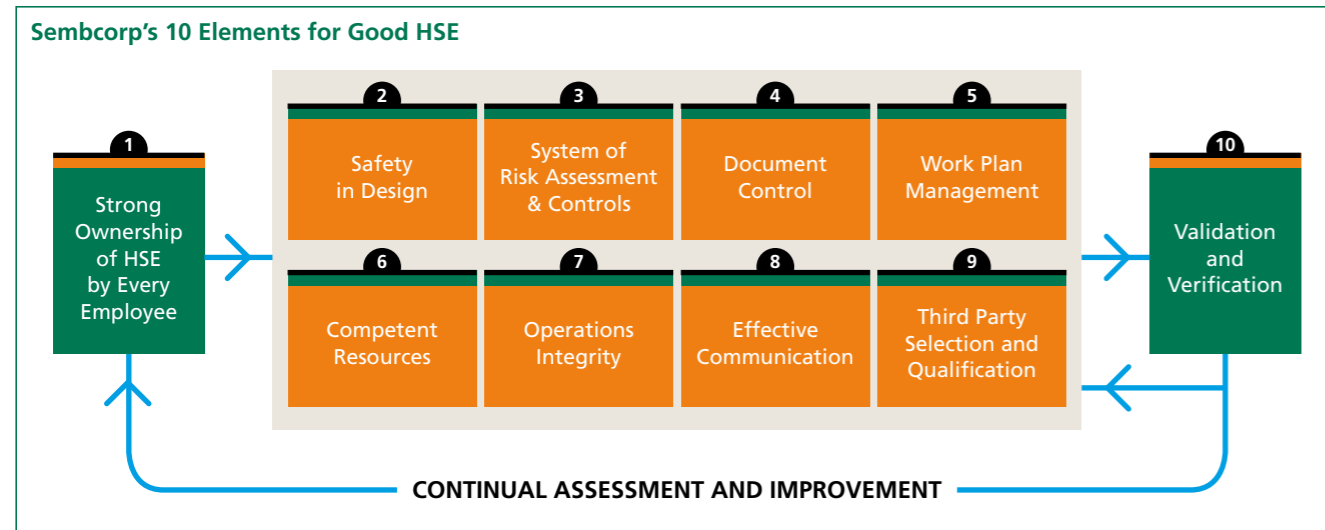 Sembcorp's 10 Elements for Good HSE
1
Strong
Ownership
of HSE
by Every
Employee
2
Safety
in Design
3
System of
Risk Assessment
& Controls
4
Document
Control
5
Work Plan
Management
6
Competent
Resources
7
Operations
Integrity
8
Effective
Communication
9
Third Party
Selection and
Qualification
10
Validation
and
Verification
CONTINUAL ASSESSMENT AND IMPROVEMENT